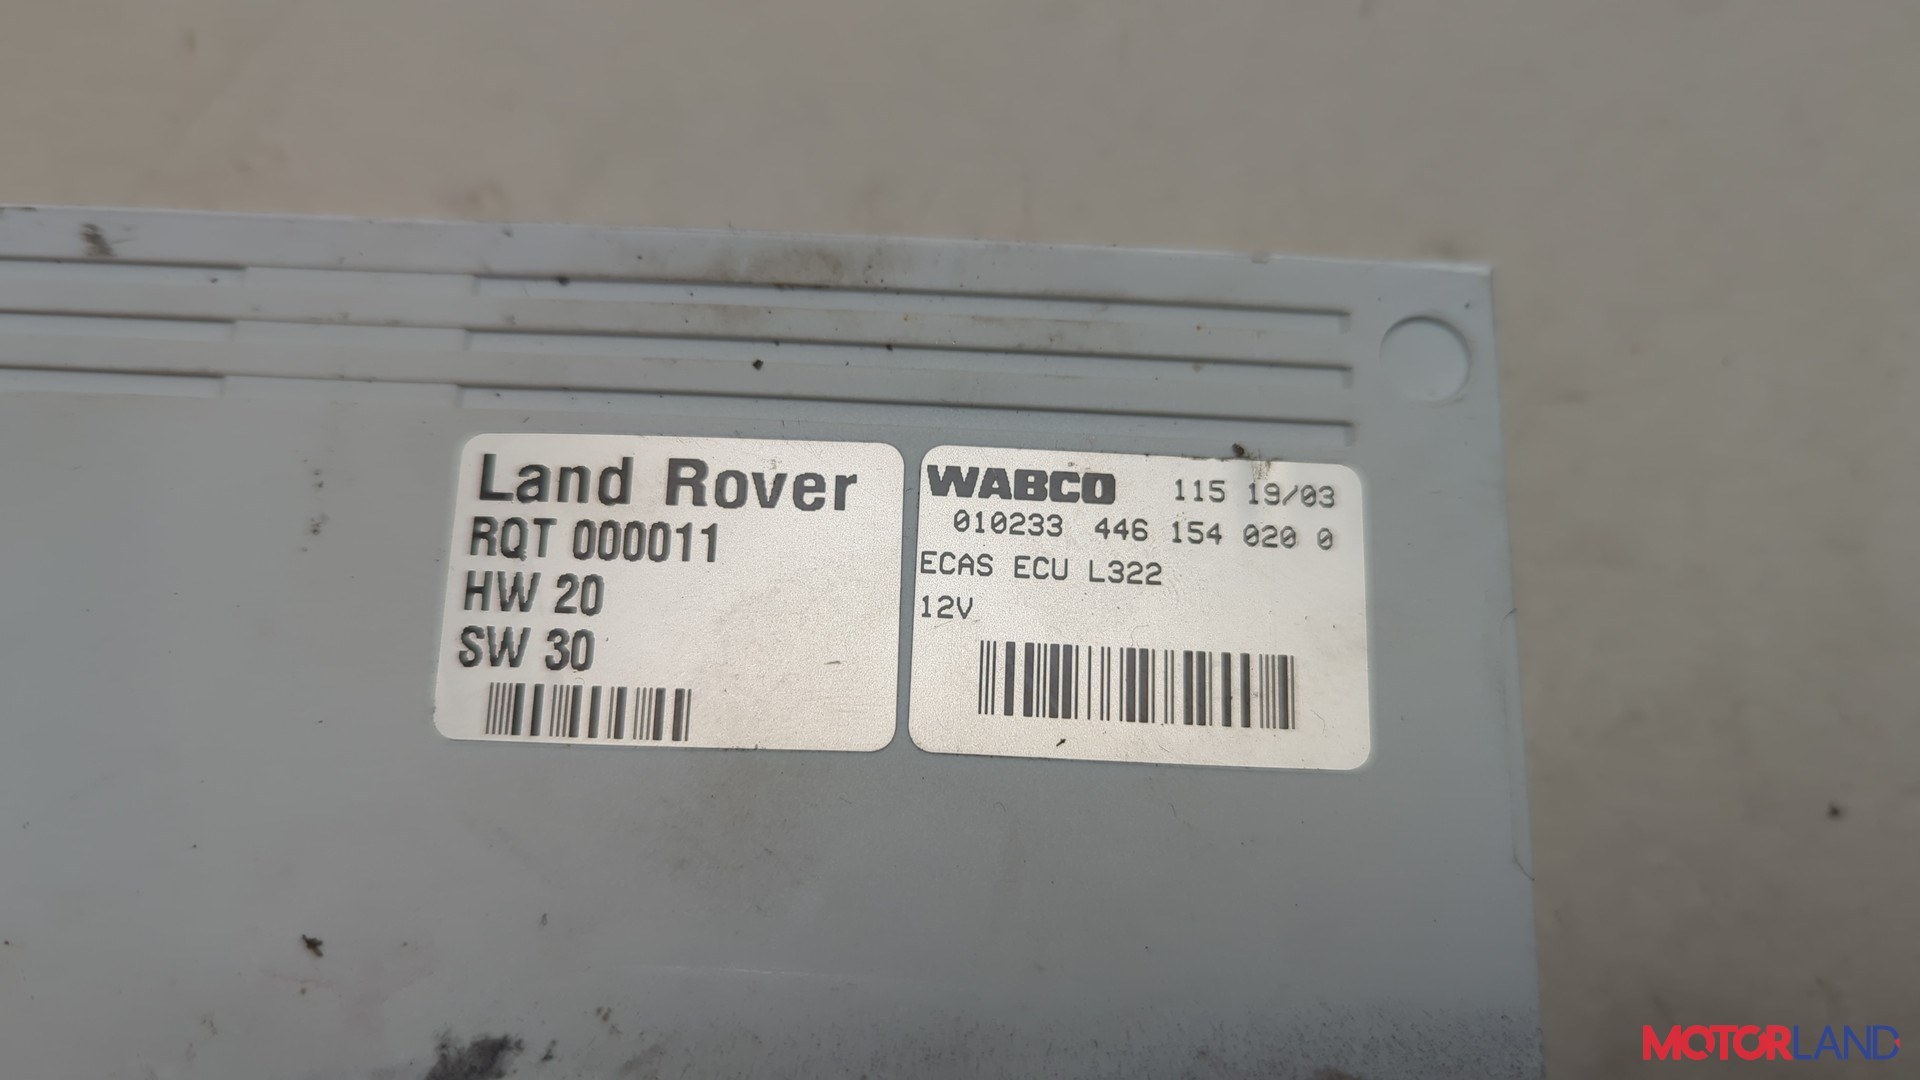 Land Rover
RQT 000011
HW 20
SW 30
WABCO 115 19/03
010233 446 154 020 0
ECAS ECU L322
12V
MOTORLAND